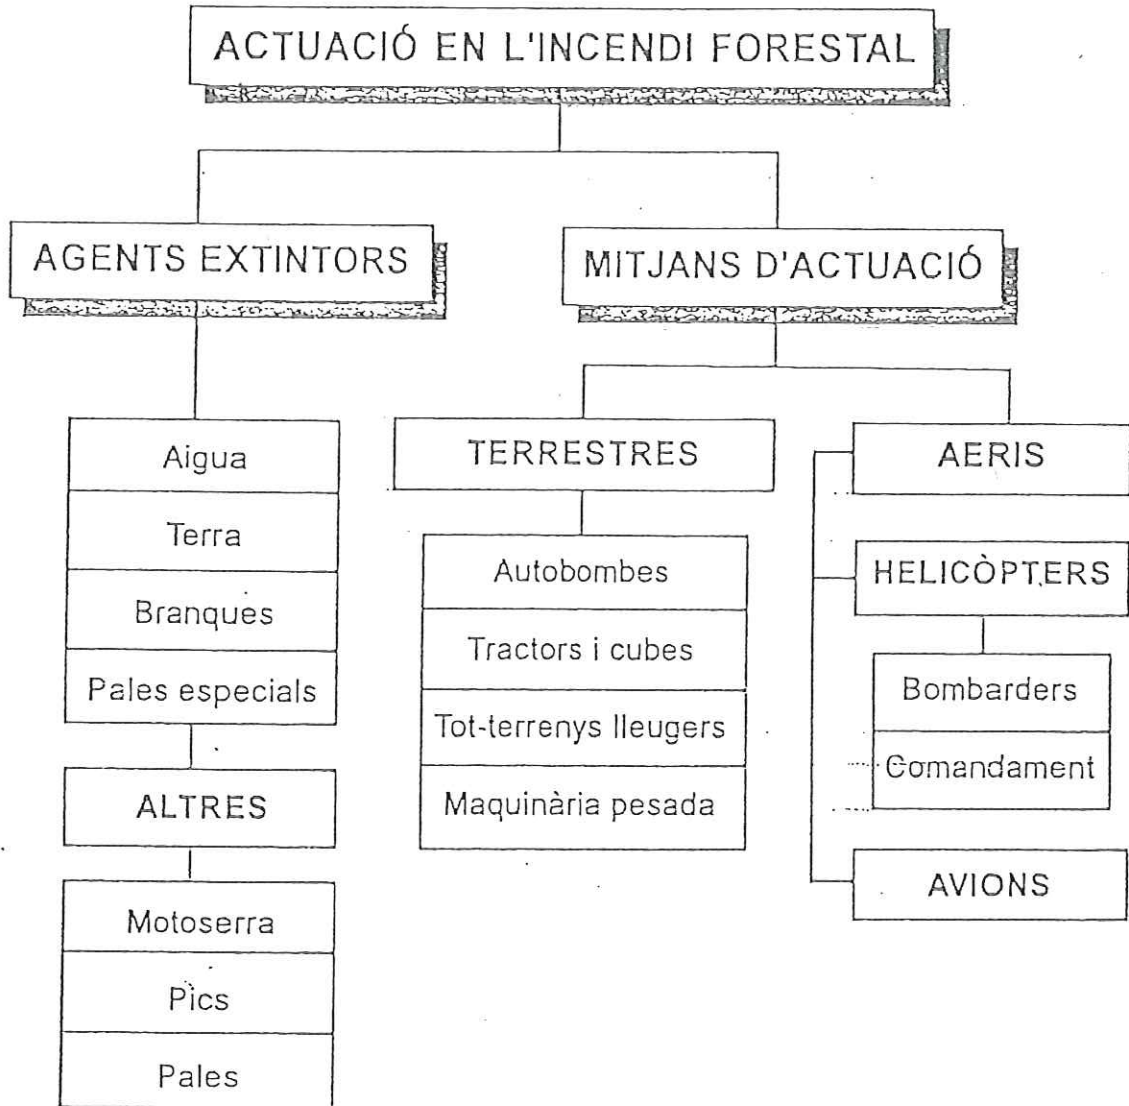 ACTUACIÓ EN L'INCENDI FORESTAL
AGENTS EXTINTORS
MITJANS D'ACTUACIÓ
Aigua
Terra
Branques
Pales especials
ALTRES
Motoserra
Pics
Pales
TERRESTRES
Autobombes
Tractors i cubes
Tot-terrenys lleugers
Maquinària pesada
AERIS
HELICÒPTERS
Bombarders
Comandament
AVIONS